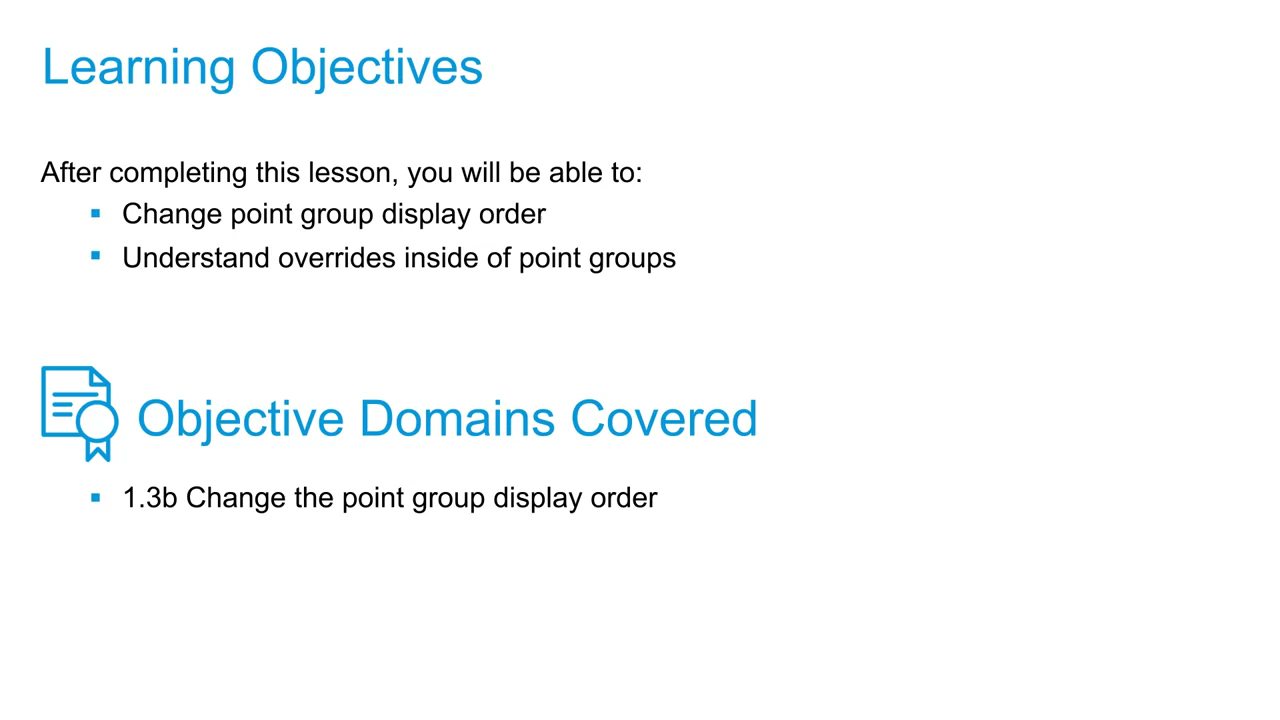 Learning Objectives
After completing this lesson, you will be able to:
▪ Change point group display order
▪ Understand overrides inside of point groups
Objective Domains Covered
▪ 1.3b Change the point group display order